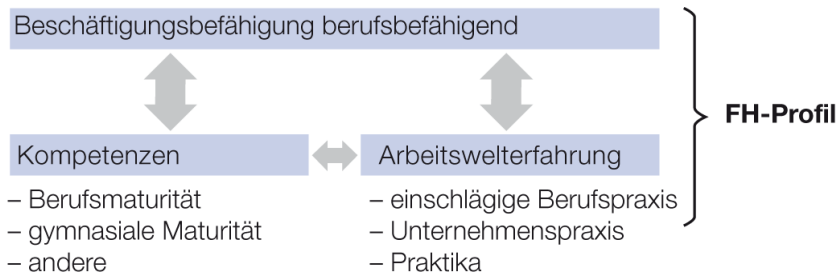 Beschäftigungsbefähigung berufsbefähigend
FH-Profil
Kompetenzen
– Berufsmaturität
– gymnasiale Maturität
– andere
Arbeitswelterfahrung
– einschlägige Berufspraxis
– Unternehmenspraxis
– Praktika